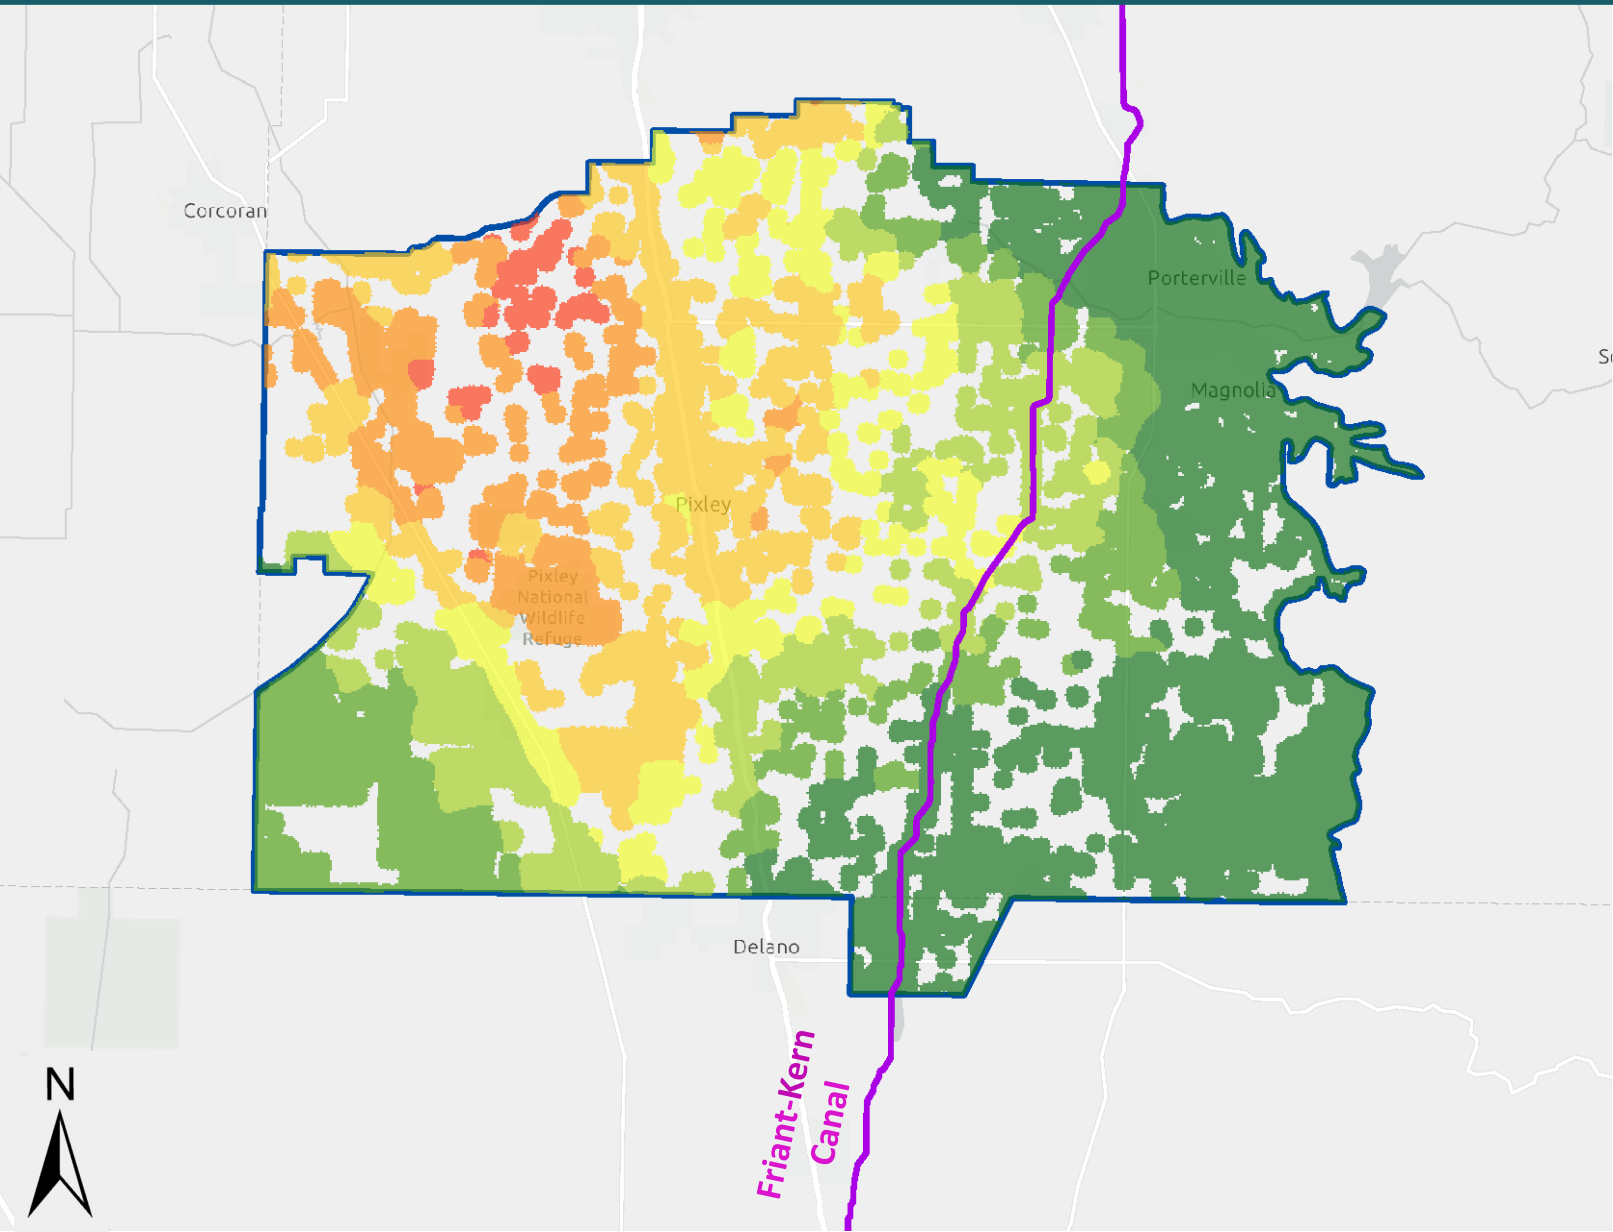 Corcoran
Porterville
S
Magnolia
Pixley
Pixley
National
Wildlife
Refuge
Delano
Friant-Kern
Canal
N